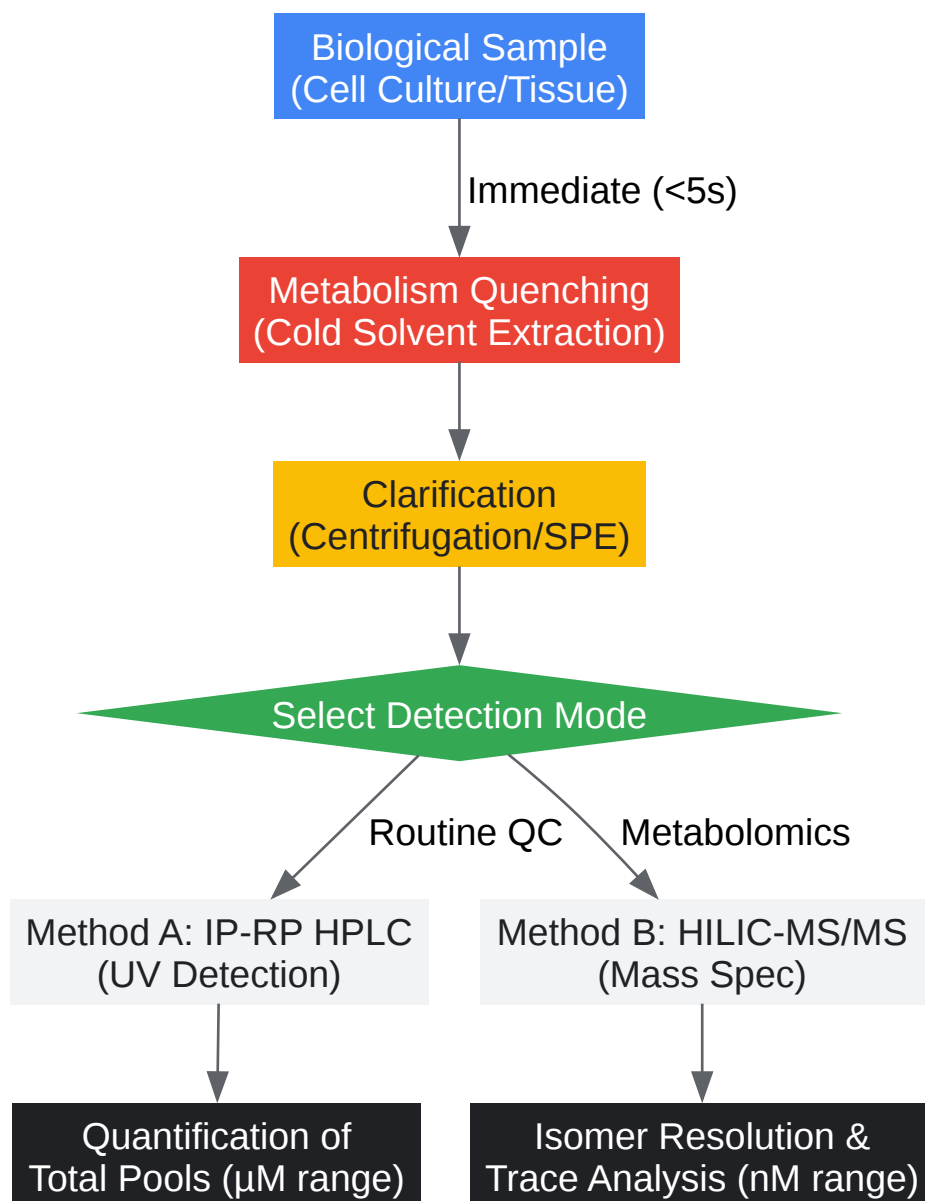 Biological Sample
(Cell Culture/Tissue)
Immediate (<5s)
Metabolism Quenching
(Cold Solvent Extraction)
Clarification
(Centrifugation/SPE)
Select Detection Mode
Routine QC
Metabolomics
Method A: IP-RP HPLC
(UV Detection)
Method B: HILIC-MS/MS
(Mass Spec)
Quantification of
Total Pools (µM range)
Isomer Resolution &
Trace Analysis (nM range)